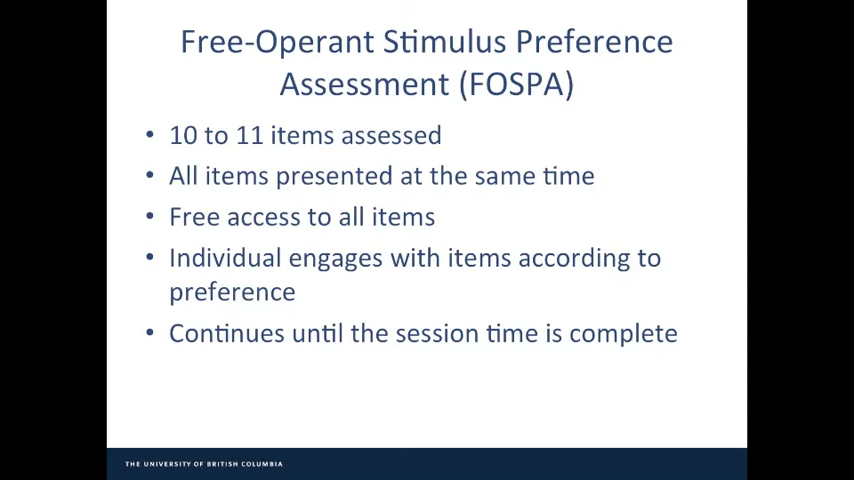 Free-Operant Stimulus Preference
Assessment (FOSPA)
• 10 to 11 items assessed
• All items presented at the same time
• Free access to all items
• Individual engages with items according to
preference
• Continues until the session time is complete
THE UNIVERSITY OF BRITISH COLUMBIA